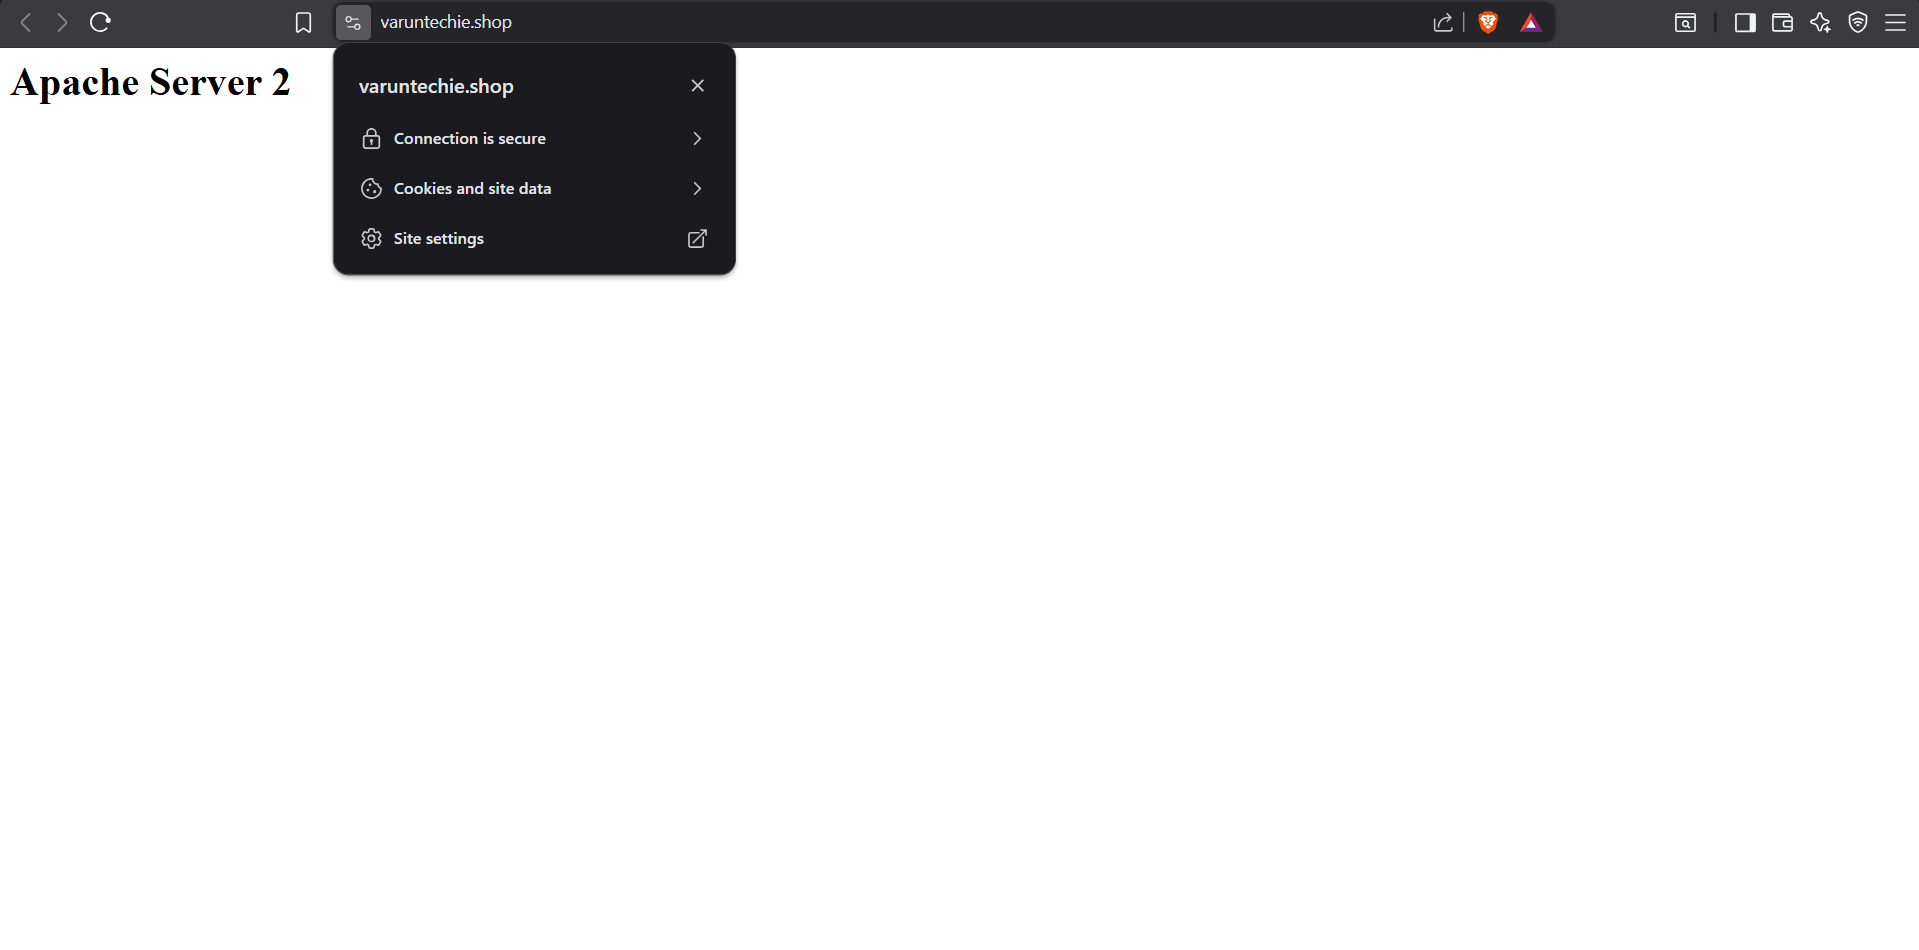 varuntechie.shop
Apache Server 2
varuntechie.shop
Connection is secure
Cookies and site data
Site settings